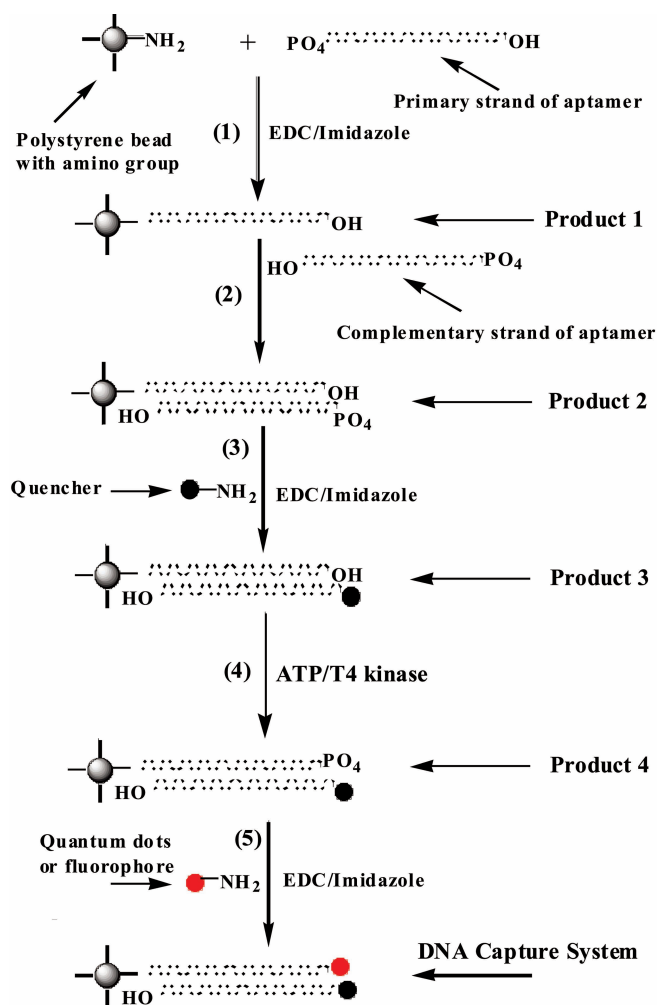 NH2
+
PO4
OH
Primary strand of aptamer
Polystyrene bead
with amino group
(1)
EDC/Imidazole
OH
Product 1
(2)
HO
PO4
Complementary strand of aptamer
HO
OH
PO4
Product 2
(3)
Quencher
NH2
EDC/Imidazole
HO
OH
Product 3
(4)
ATP/T4 kinase
HO
PO4
Product 4
Quantum dots
or fluorophore
(5)
NH2
EDC/Imidazole
DNA Capture System
HO